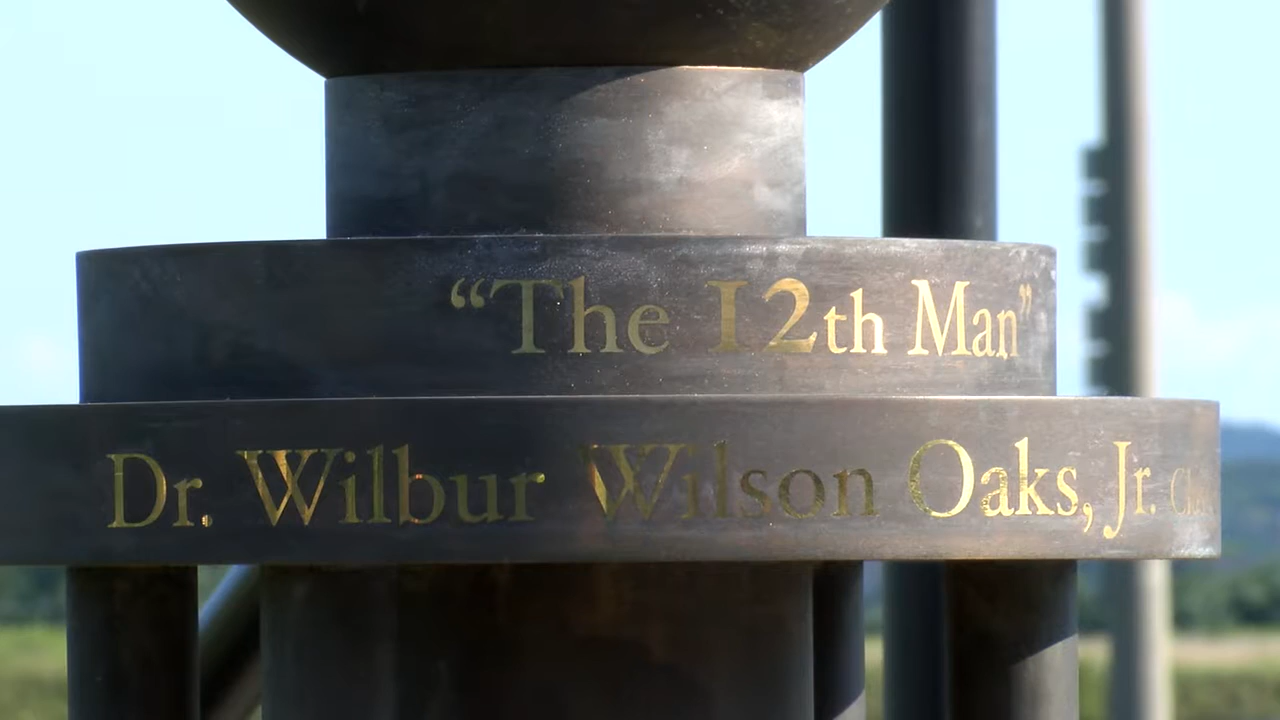 “The 12th Man”
Dr. Wilbur Wilson Oaks, Jr.